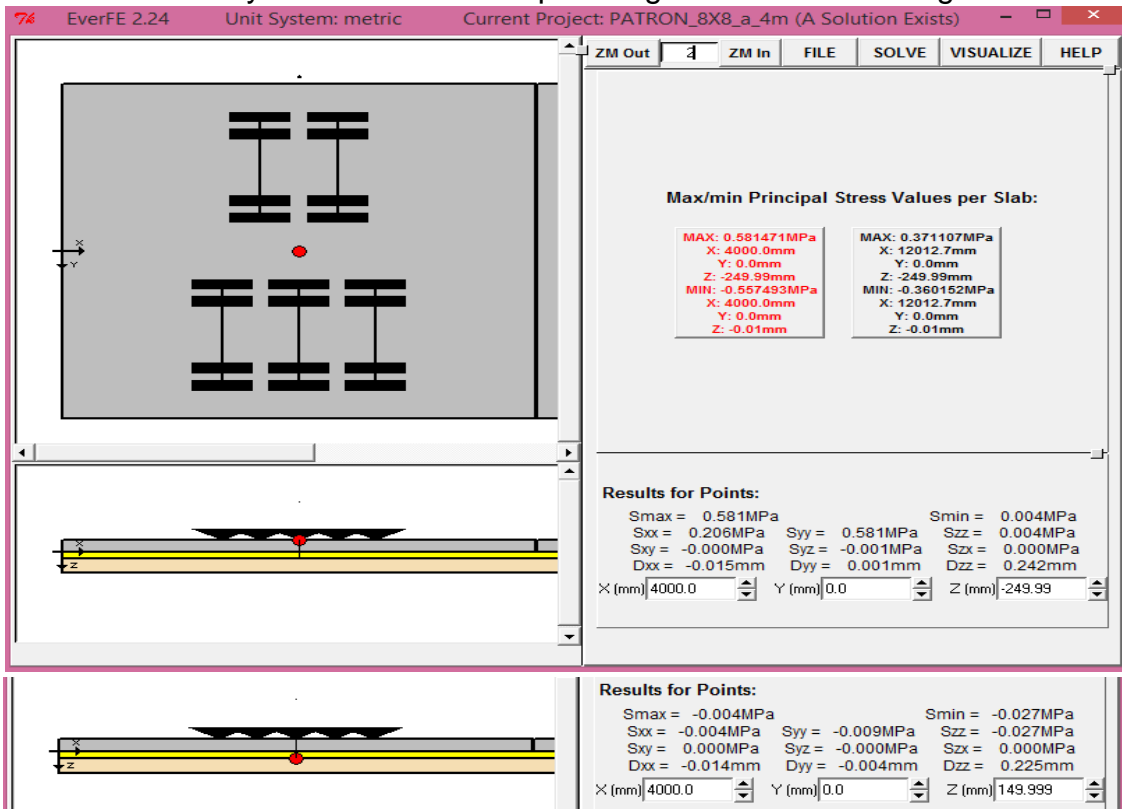 EverFE 2.24 Unit System: metric Current Project: PATRON_8X8_a_4m (A Solution Exists)
ZM Out 2 ZM In FILE SOLVE VISUALIZE HELP
X
Y
Max/min Principal Stress Values per Slab:
MAX: 0.581471MPa
X: 4000.0mm
Y: 0.0mm
Z: -249.99mm
MIN: -0.557493MPa
X: 4000.0mm
Y: 0.0mm
Z: -0.01mm
MAX: 0.371107MPa
X: 12012.7mm
Y: 0.0mm
Z: -249.99mm
MIN: -0.360152MPa
X: 12012.7mm
Y: 0.0mm
Z: -0.01mm
X
Z
Results for Points:
Smax = 0.581MPa Smin = 0.004MPa
Sxx = 0.206MPa Syy = 0.581MPa Szz = 0.004MPa
Sxy = -0.000MPa Syz = -0.001MPa Szx = 0.000MPa
Dxx = -0.015mm Dyy = 0.001mm Dzz = 0.242mm
X (mm) 4000.0 Y (mm) 0.0 Z (mm) -249.99
X
Z
Results for Points:
Smax = -0.004MPa Smin = -0.027MPa
Sxx = -0.004MPa Syy = -0.009MPa Szz = -0.027MPa
Sxy = 0.000MPa Syz = -0.000MPa Szx = 0.000MPa
Dxx = -0.014mm Dyy = -0.004mm Dzz = 0.225mm
X (mm) 4000.0 Y (mm) 0.0 Z (mm) 149.999